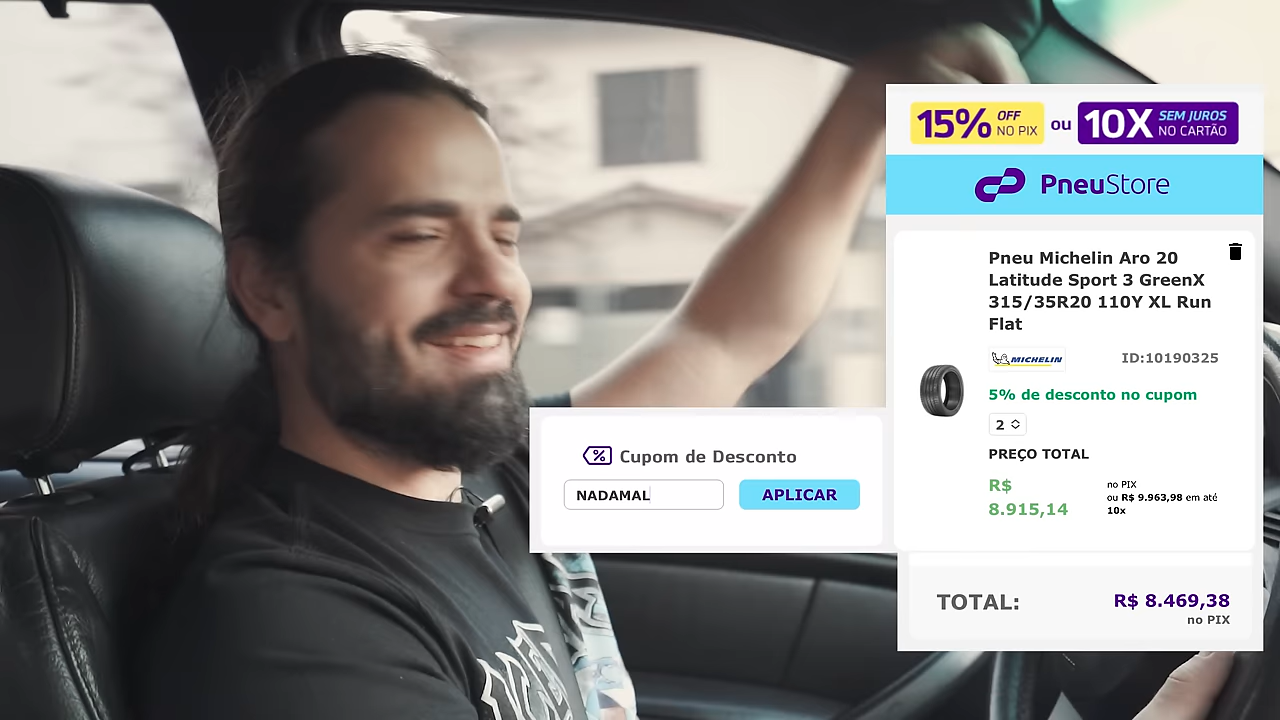 15% OFF NO PIX ou 10X SEM JUROS NO CARTÃO
PneuStore
Pneu Michelin Aro 20
Latitude Sport 3 GreenX
315/35R20 110Y XL Run
Flat
MICHELIN ID:10190325
5% de desconto no cupom
2
PREÇO TOTAL
R$
8.915,14
no PIX
ou R$ 9.963,98 em até
10x
Cupom de Desconto
NADAMAL APLICAR
TOTAL: R$ 8.469,38
no PIX